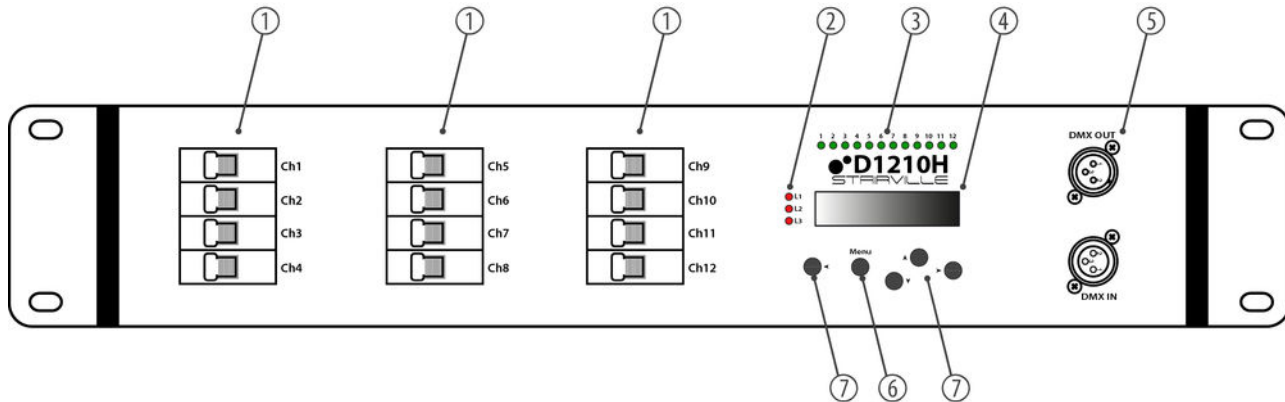 ① ① ① ② ③ ④ ⑤
1 2 3 4 5 6 7 8 9 10 11 12
DMX OUT
D1210H
STAIRVILLE
Ch1 Ch5 Ch9
Ch2 Ch6 Ch10
Ch3 Ch7 Ch11
Ch4 Ch8 Ch12
L1
L2
L3
Menu
DMX IN
⑦ ⑥ ⑦